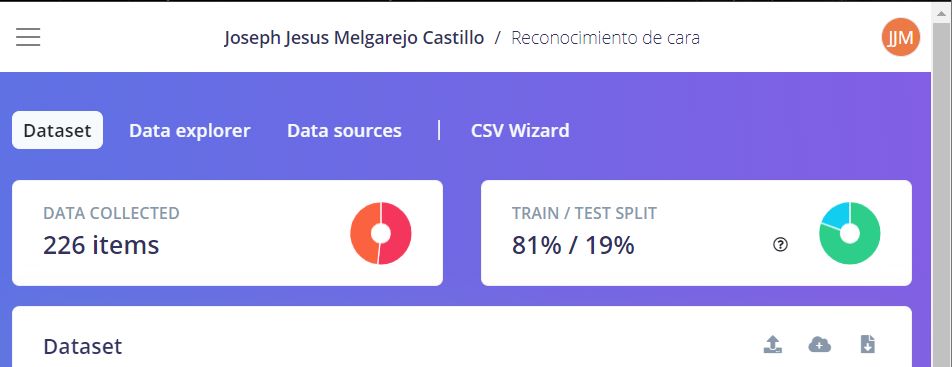 Joseph Jesus Melgarejo Castillo / Reconocimiento de cara
JJM
Dataset Data explorer Data sources | CSV Wizard
DATA COLLECTED
226 items
TRAIN / TEST SPLIT
81% / 19%
Dataset